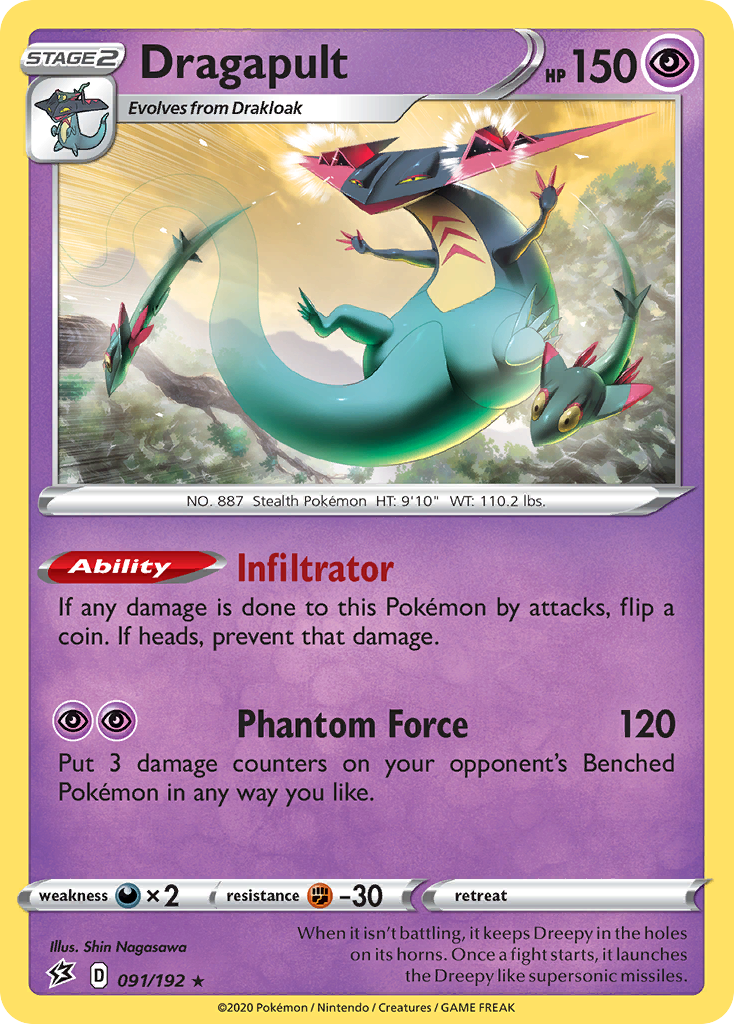 STAGE 2
Dragapult
HP 150
Evolves from Drakloak
NO. 887 Stealth Pokémon HT: 9'10" WT: 110.2 lbs.
Ability Infiltrator
If any damage is done to this Pokémon by attacks, flip a
coin. If heads, prevent that damage.
Phantom Force 120
Put 3 damage counters on your opponent's Benched
Pokémon in any way you like.
weakness ×2 resistance -30 retreat
Illus. Shin Nagasawa
When it isn't battling, it keeps Dreepy in the holes
on its horns. Once a fight starts, it launches
the Dreepy like supersonic missiles.
D 091/192 ★
©2020 Pokémon / Nintendo / Creatures / GAME FREAK